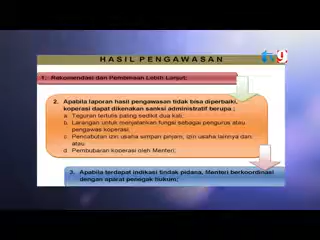 HASIL PENGAWASAN
tv9
1. Rekomendasi dan Pembinaan Lebih Lanjut;
2. Apabila laporan hasil pengawasan tidak bisa diperbaiki,
koperasi dapat dikenakan sanksi administratif berupa ;
a. Teguran tertulis paling sedikit dua kali.
b. Larangan untuk menjalankan fungsi sebagai pengurus atau
pengawas koperasi.
c. Pencabutan izin usaha simpan pinjam, izin usaha lainnya dan
atau
d. Pembubaran koperasi oleh Menteri;
3. Apabila terdapat indikasi tindak pidana, Menteri berkoordinasi
dengan aparat penegak hukum;